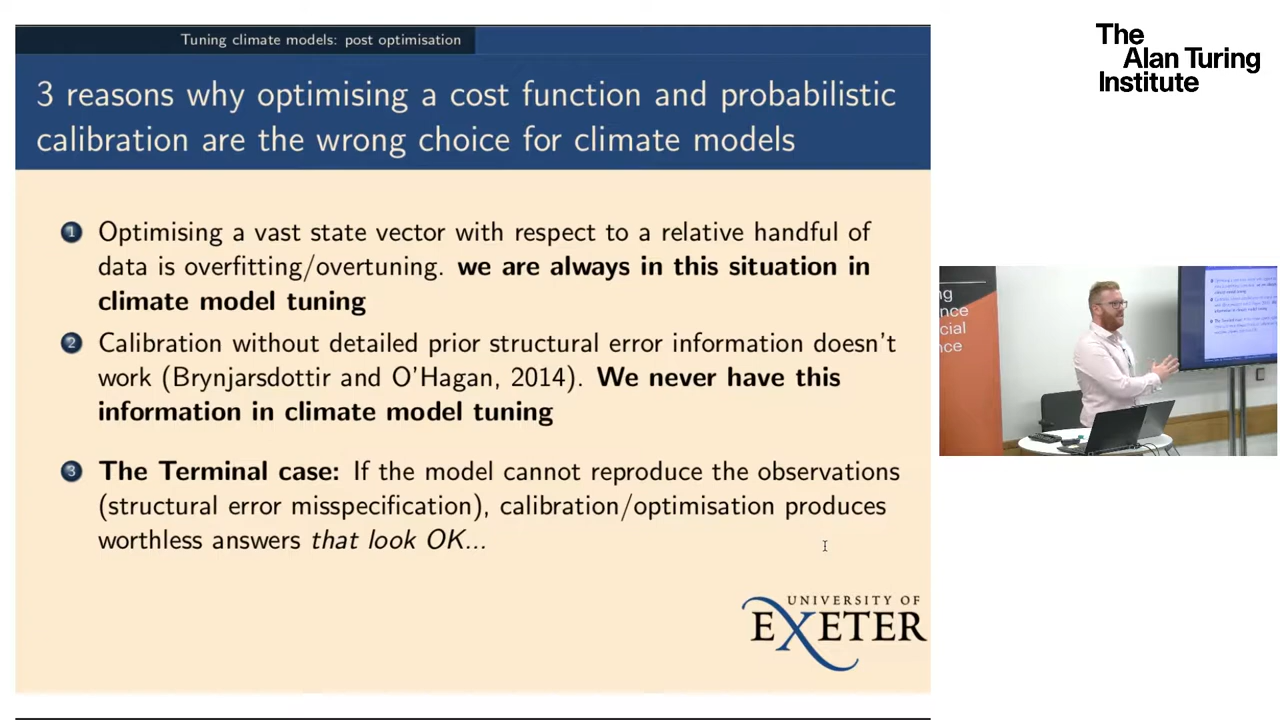 Tuning climate models: post optimisation
3 reasons why optimising a cost function and probabilistic
calibration are the wrong choice for climate models
1 Optimising a vast state vector with respect to a relative handful of
data is overfitting/overtuning. we are always in this situation in
climate model tuning
2 Calibration without detailed prior structural error information doesn't
work (Brynjarsdottir and O'Hagan, 2014). We never have this
information in climate model tuning
3 The Terminal case: If the model cannot reproduce the observations
(structural error misspecification), calibration/optimisation produces
worthless answers that look OK...
UNIVERSITY OF
EXETER
The
Alan Turing
Institute